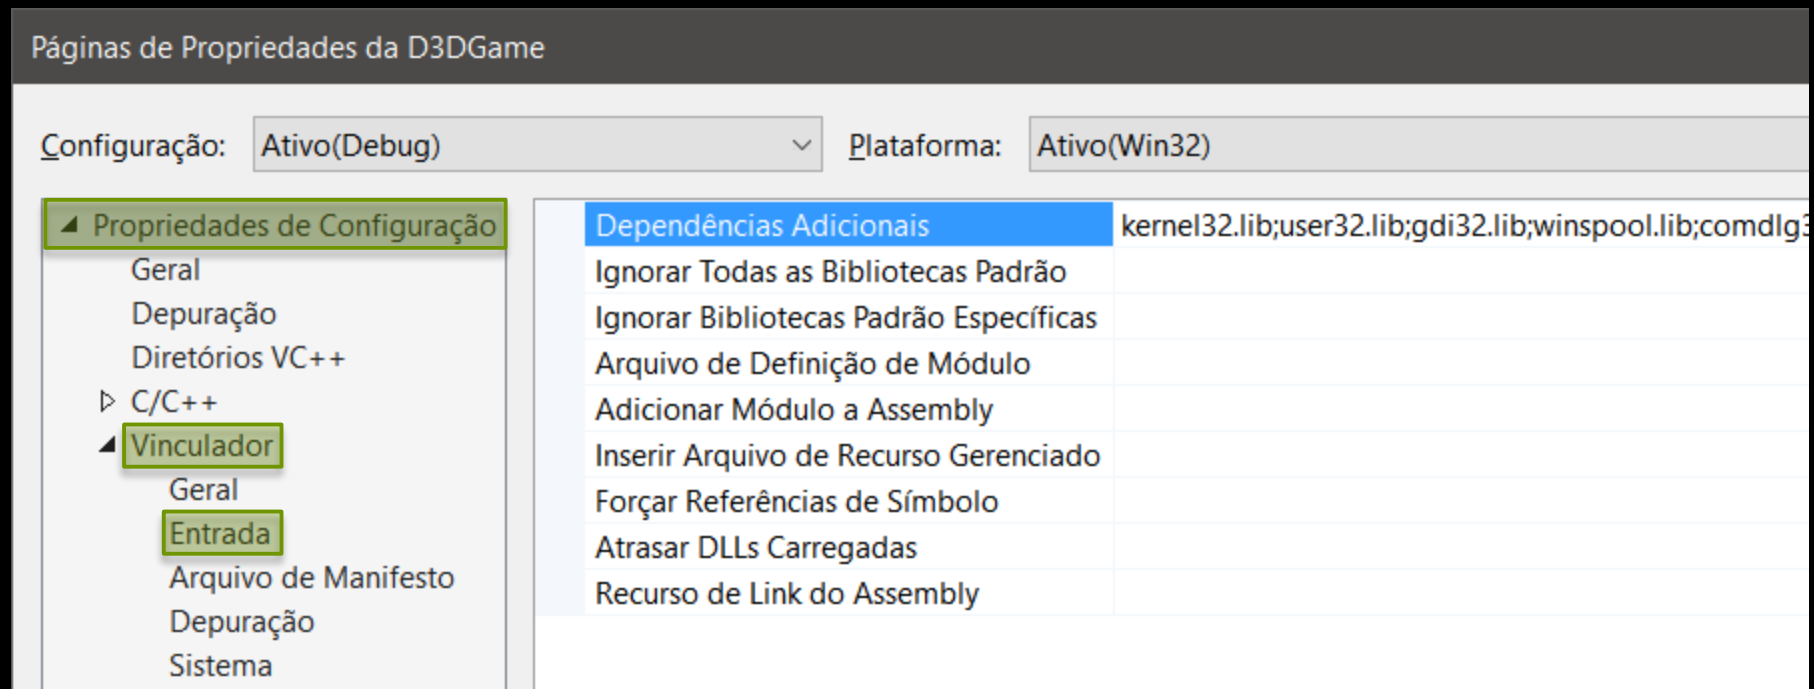 Páginas de Propriedades da D3DGame
Configuração: Ativo(Debug) Plataforma: Ativo(Win32)
Propriedades de Configuração
Geral
Depuração
Diretórios VC++
C/C++
Vinculador
Geral
Entrada
Arquivo de Manifesto
Depuração
Sistema
Dependências Adicionais kernel32.lib;user32.lib;gdi32.lib;winspool.lib;comdlg3
Ignorar Todas as Bibliotecas Padrão
Ignorar Bibliotecas Padrão Específicas
Arquivo de Definição de Módulo
Adicionar Módulo a Assembly
Inserir Arquivo de Recurso Gerenciado
Forçar Referências de Símbolo
Atrasar DLLs Carregadas
Recurso de Link do Assembly